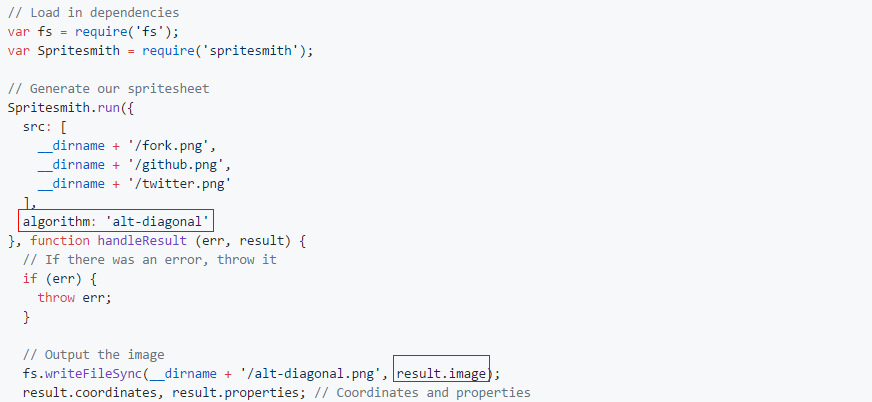 // Load in dependencies
var fs = require('fs');
var Spritesmith = require('spritesmith');
// Generate our spritesheet
Spritesmith.run({
  src: [
    __dirname + '/fork.png',
    __dirname + '/github.png',
    __dirname + '/twitter.png'
  ],
  algorithm: 'alt-diagonal'
}, function handleResult (err, result) {
  // If there was an error, throw it
  if (err) {
    throw err;
  }
  // Output the image
  fs.writeFileSync(__dirname + '/alt-diagonal.png', result.image);
  result.coordinates, result.properties; // Coordinates and properties